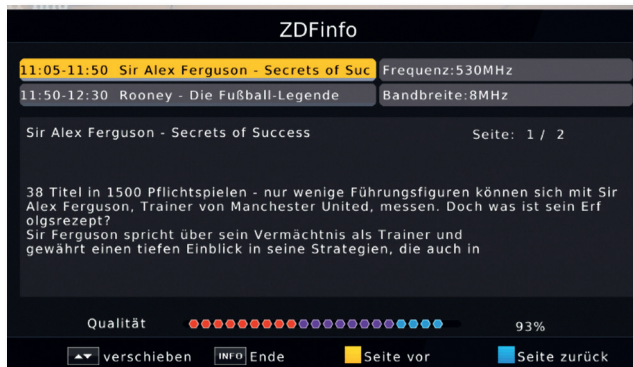 ZDFinfo
11:05-11:50 Sir Alex Ferguson - Secrets of Suc
Frequenz:530MHz
11:50-12:30 Rooney - Die Fußball-Legende
Bandbreite:8MHz
Sir Alex Ferguson - Secrets of Success
Seite: 1 / 2
38 Titel in 1500 Pflichtspielen - nur wenige Führungsfiguren können sich mit Sir
Alex Ferguson, Trainer von Manchester United, messen. Doch was ist sein Erf
olgsrezept?
Sir Ferguson spricht über sein Vermächtnis als Trainer und
gewährt einen tiefen Einblick in seine Strategien, die auch in
Qualität
93%
verschieben INFO Ende Seite vor Seite zurück